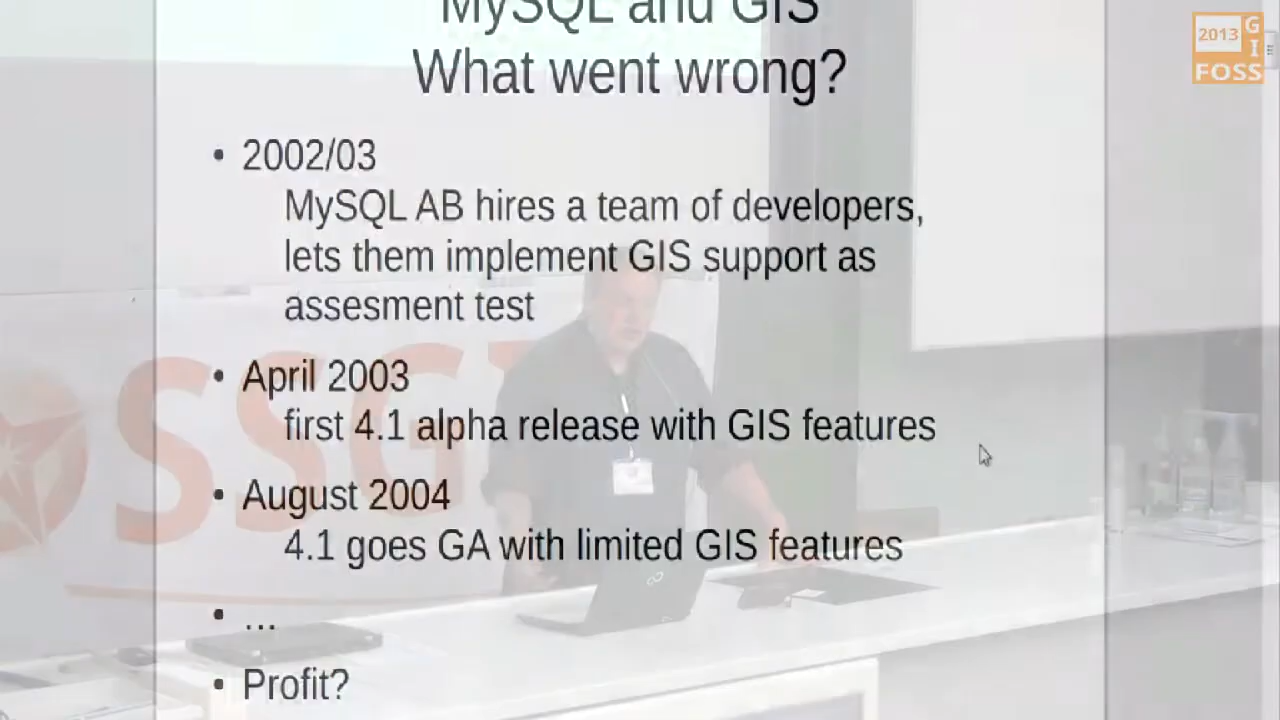 MySQL and GIS
What went wrong?
• 2002/03
MySQL AB hires a team of developers,
lets them implement GIS support as
assesment test
• April 2003
first 4.1 alpha release with GIS features
• August 2004
4.1 goes GA with limited GIS features
• ...
• Profit?
2013 G
I
FOSS
SSG